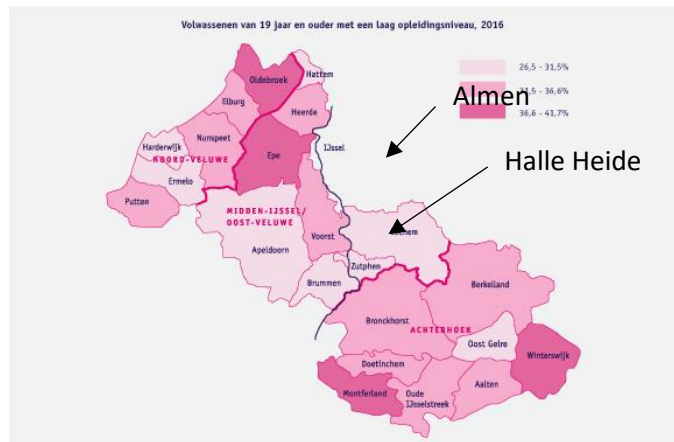 Volwassenen van 19 jaar en ouder met een laag opleidingsniveau, 2016
26,5 - 31,5%
31,5 - 36,6%
36,6 - 41,7%
Almen
Halle Heide
Oldebroek
Hattem
Elburg
Heerde
Nunspeet
Harderwijk
NOORD-VELUWE
Epe
IJssel
Ermelo
Putten
MIDDEN-IJSSEL/
OOST-VELUWE
Voorst
Apeldoorn
Zutphen
Brummen
Berkelland
Bronckhorst
ACHTERHOEK
Oost Gelre
Winterswijk
Doetinchem
Montferland
Oude
IJsselstreek
Aalten